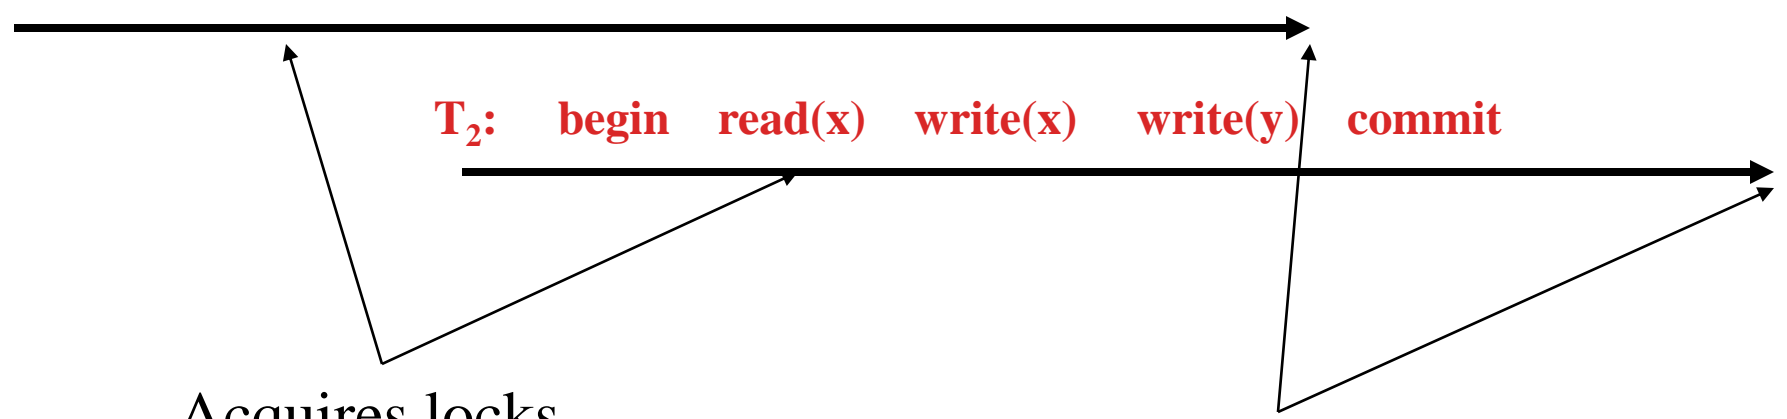 T₂: begin read(x) write(x) write(y) commit
Acquires locks